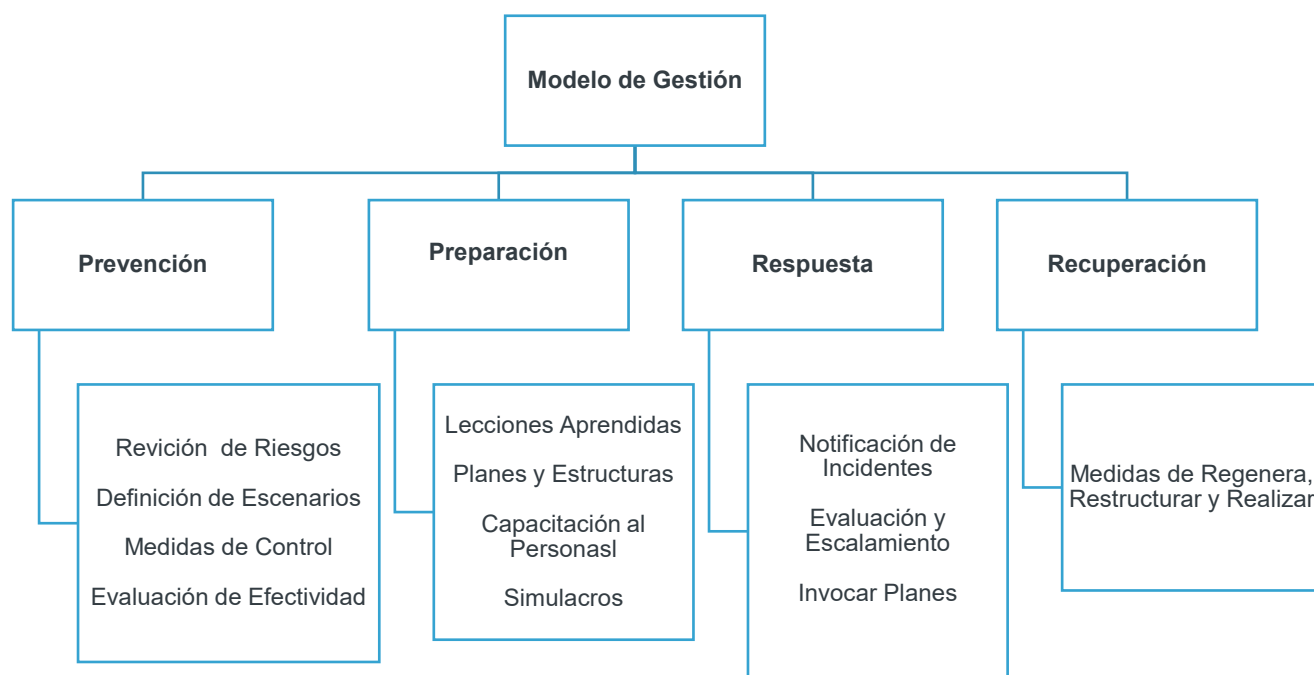 Modelo de Gestión
Prevención
Preparación
Respuesta
Recuperación
Revición  de Riesgos
Definición de Escenarios
Medidas de Control
Evaluación de Efectividad
Lecciones Aprendidas
Planes y Estructuras
Capacitación al
Personasl
Simulacros
Notificación de
Incidentes
Evaluación y
Escalamiento
Invocar Planes
Medidas de Regenera,
Restructurar y Realizar